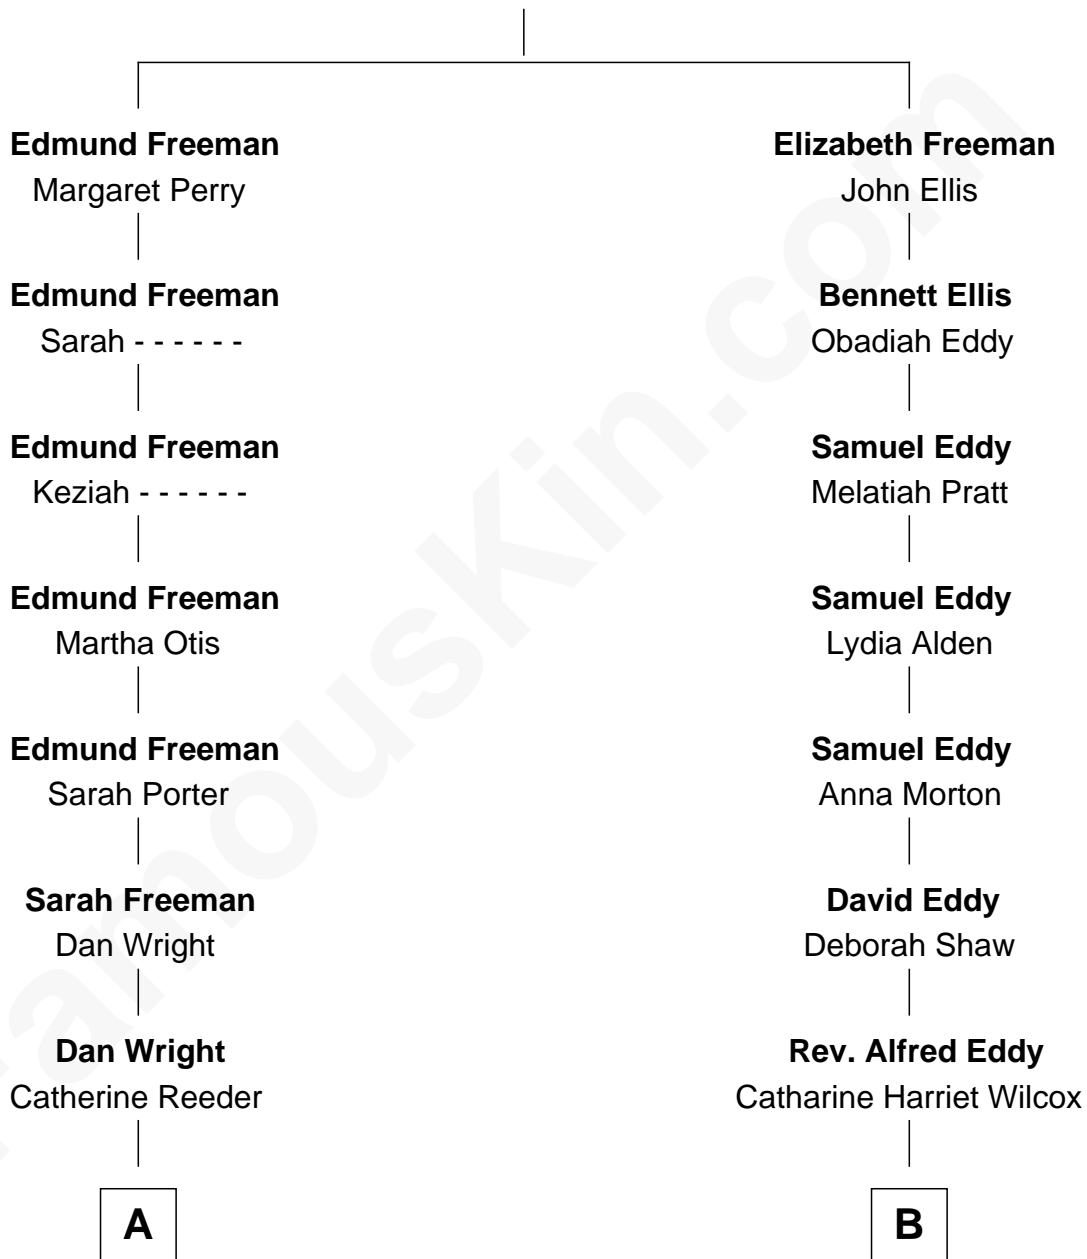 Edmund Freeman
Margaret Perry
Elizabeth Freeman
John Ellis
Edmund Freeman
Sarah - - - - - -
Bennett Ellis
Obadiah Eddy
Edmund Freeman
Keziah - - - - - -
Samuel Eddy
Melatiah Pratt
Edmund Freeman
Martha Otis
Samuel Eddy
Lydia Alden
Edmund Freeman
Sarah Porter
Samuel Eddy
Anna Morton
Sarah Freeman
Dan Wright
David Eddy
Deborah Shaw
Dan Wright
Catherine Reeder
Rev. Alfred Eddy
Catharine Harriet Wilcox
A
B
FamousKin.com